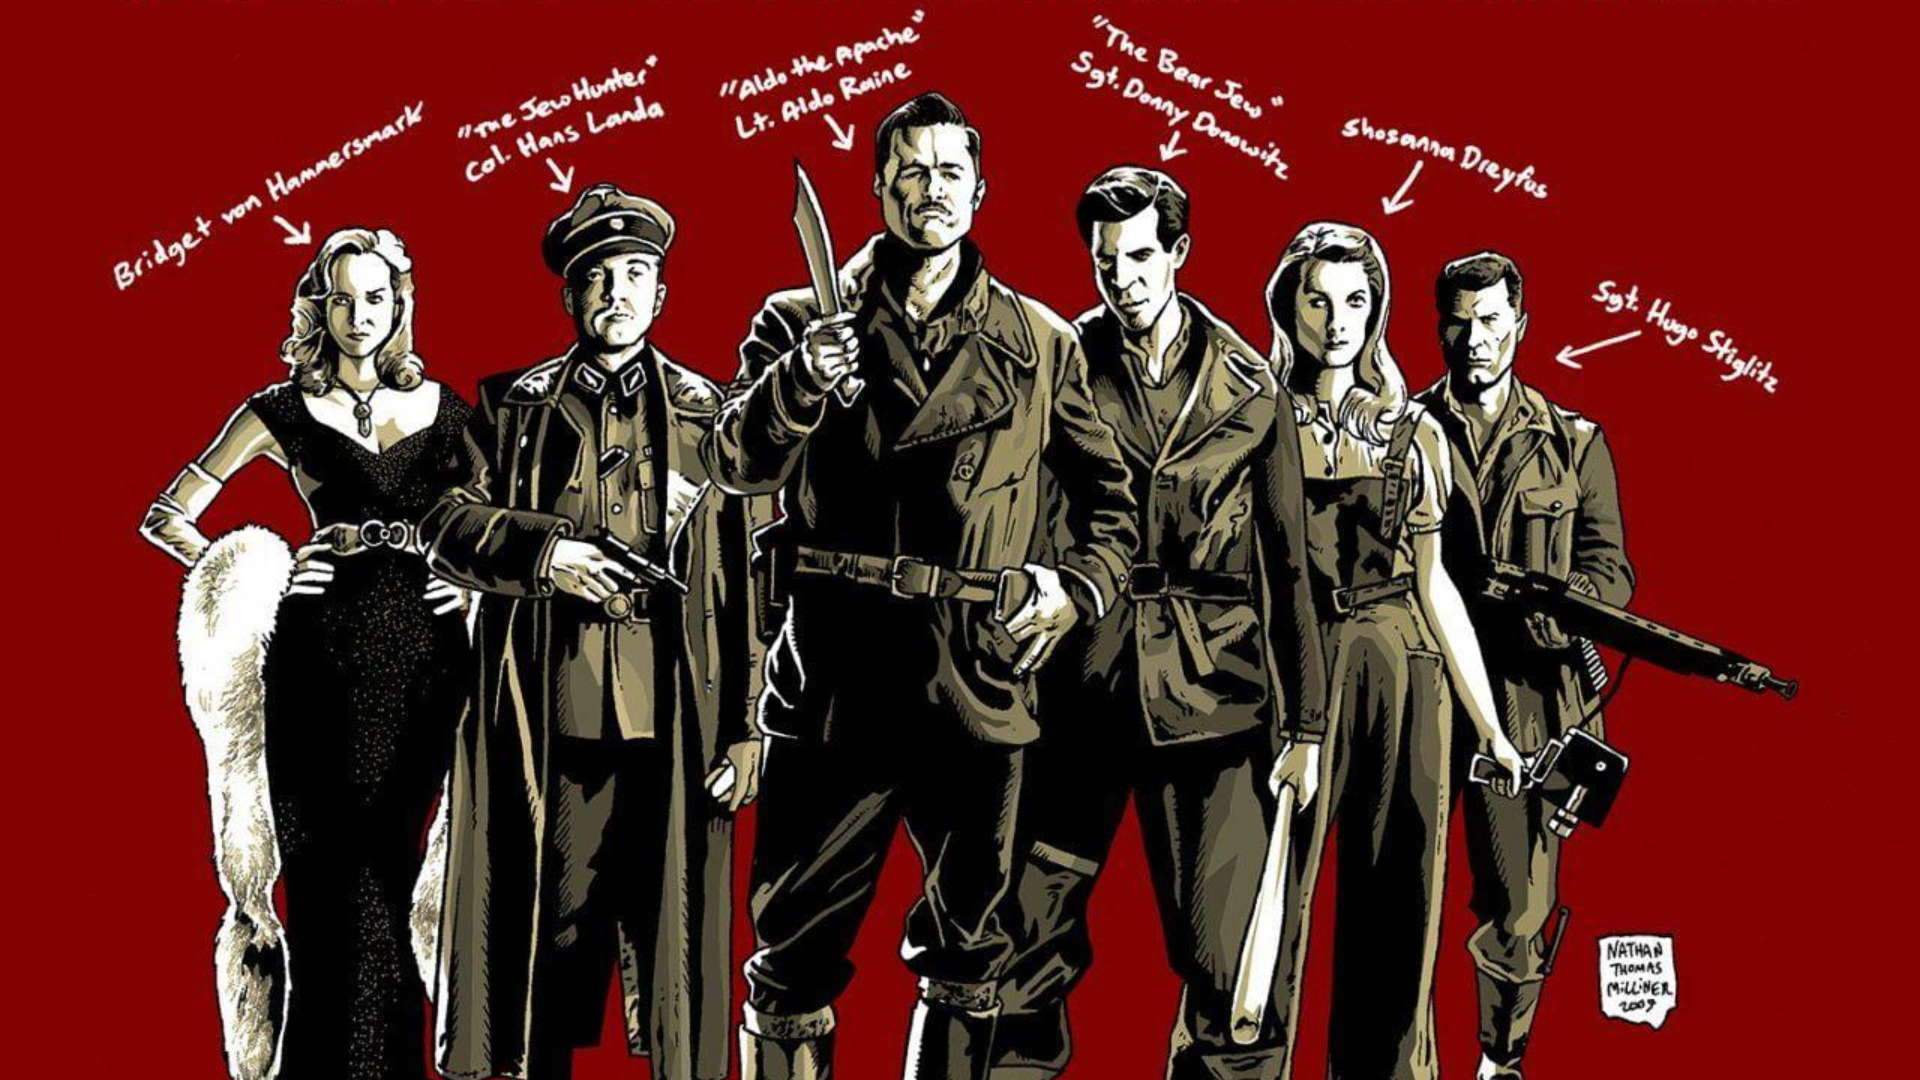 Bridget von Hammersmark
"The Jew Hunter"
Col. Hans Landa
"Aldo the Apache"
Lt. Aldo Raine
"The Bear Jew"
Sgt. Donny Donowitz
Shosanna Dreyfus
Sgt. Hugo Stiglitz
NATHAN
THOMAS
MiLLiNER
2009